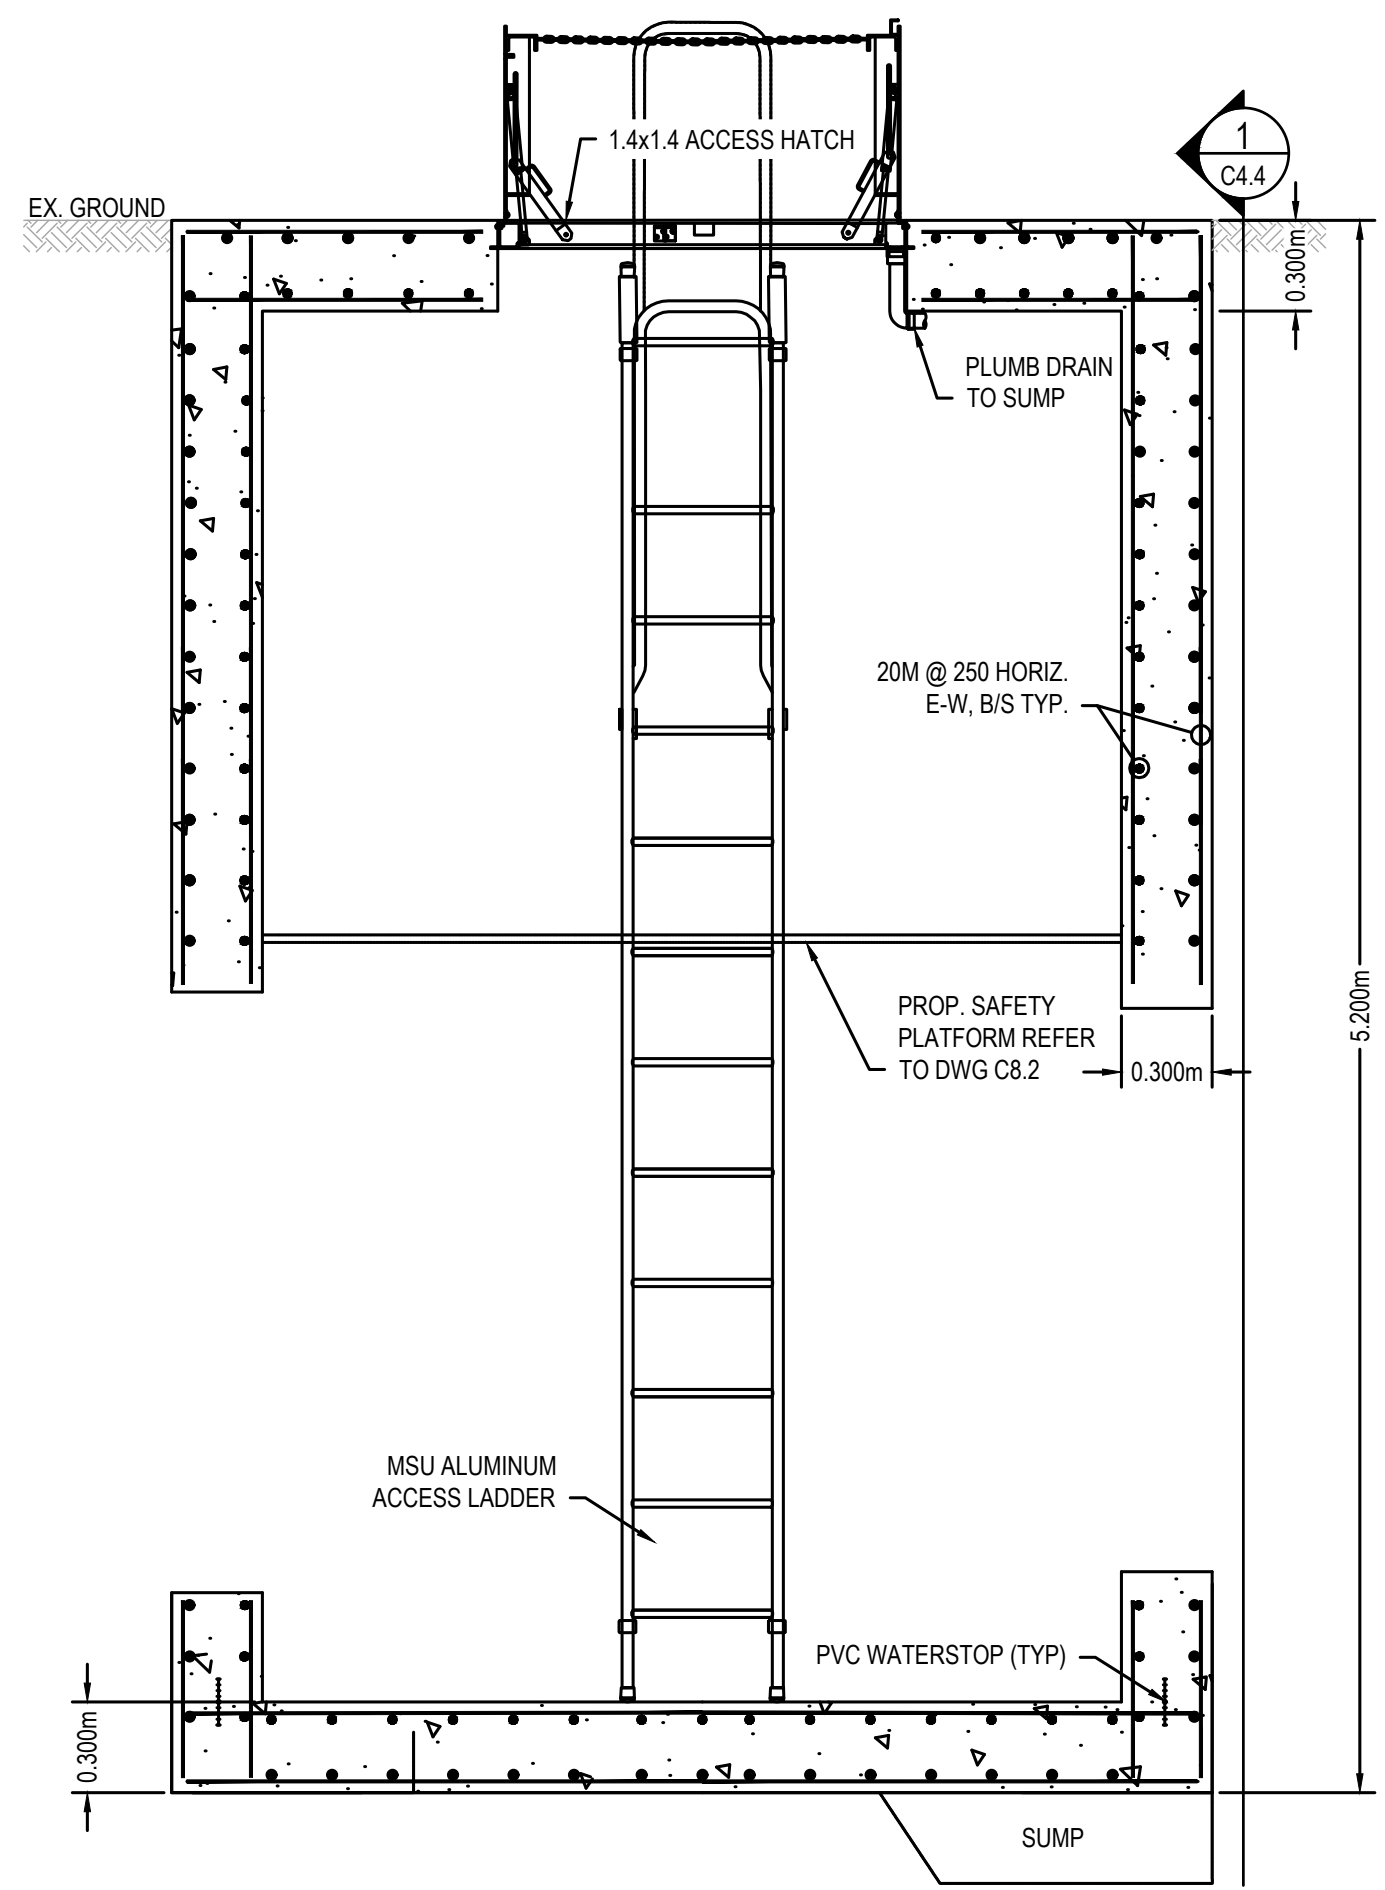 1.4x1.4 ACCESS HATCH
1
C4.4
EX. GROUND
0.300m
PLUMB DRAIN
TO SUMP
20M @ 250 HORIZ.
E-W, B/S TYP.
5.200m
PROP. SAFETY
PLATFORM REFER
TO DWG C8.2
0.300m
MSU ALUMINUM
ACCESS LADDER
PVC WATERSTOP (TYP)
0.300m
SUMP